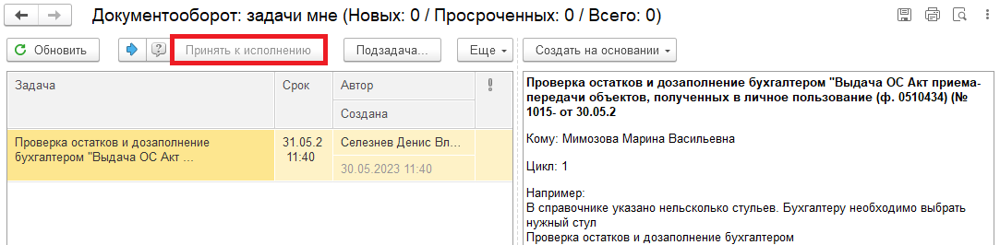 Документооборот: задачи мне (Новых: 0 / Просроченных: 0 / Всего: 0)
Обновить
Принять к исполнению
Подзадача...
Еще
Создать на основании
Задача
Срок
Автор
Создана
Проверка остатков и дозаполнение
бухгалтером "Выдача ОС Акт ...
31.05.2
11:40
Селезнев Денис Вл...
30.05.2023 11:40
Проверка остатков и дозаполнение бухгалтером "Выдача ОС Акт приема-
передачи объектов, полученных в личное пользование (ф. 0510434) (№
1015- от 30.05.2
Кому: Мимозова Марина Васильевна
Цикл: 1
Например:
В справочнике указано нельсколько стульев. Бухгалтеру необходимо выбрать
нужный стул
Проверка остатков и дозаполнение бухгалтером